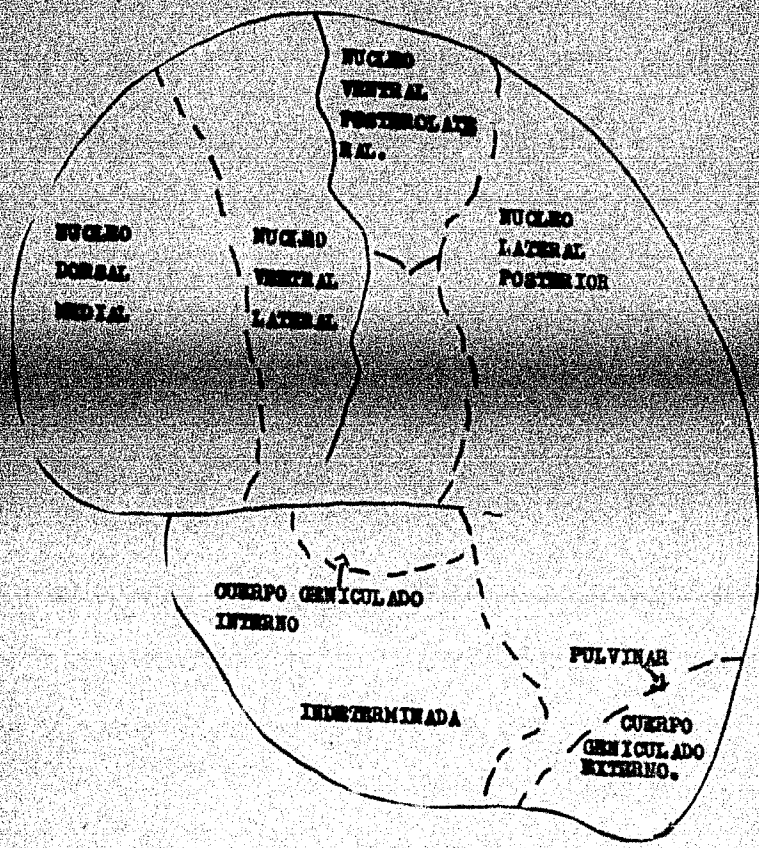 NUCLEO
VENTRAL
POSTEROLATE
RAL.
NUCLEO
DORSAL
MEDIAL
NUCLEO
VENTRAL
LATERAL
NUCLEO
LATERAL
POSTERIOR
CUERPO GENICULADO
INTERNO
INDETERMINADA
PULVINAR
CUERPO
GENICULADO
EXTERNO.